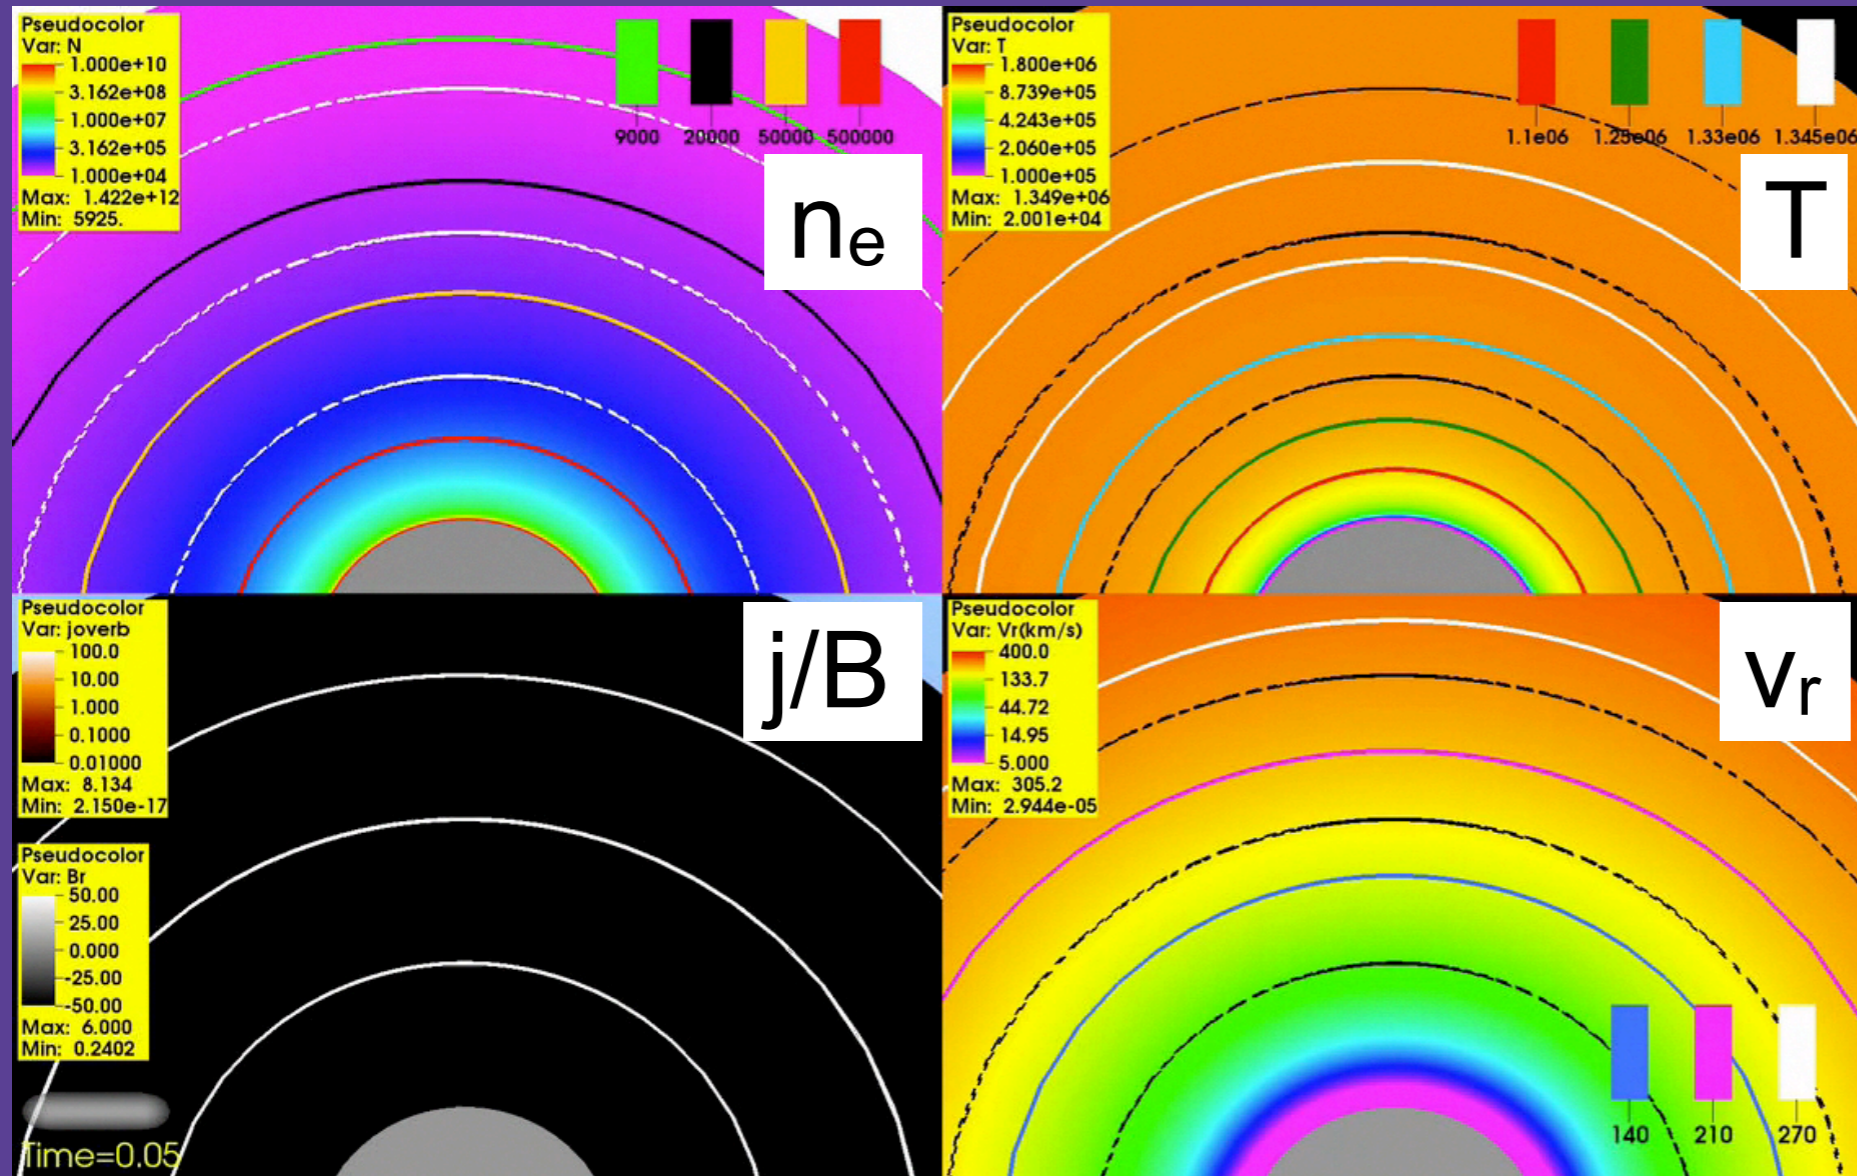 Pseudocolor
Var: N
1.000e+10
3.162e+08
1.000e+07
3.162e+05
1.000e+04
Max: 1.422e+12
Min: 5925.
9000 20000 50000 500000
ne
Pseudocolor
Var: T
1.800e+06
8.739e+05
4.243e+05
2.060e+05
1.000e+05
Max: 1.349e+06
Min: 2.001e+04
1.1e06 1.25e06 1.33e06 1.345e06
T
Pseudocolor
Var: joverb
100.0
10.00
1.000
0.1000
0.01000
Max: 8.134
Min: 2.150e-17
j/B
Pseudocolor
Var: Br
50.00
25.00
0.000
-25.00
-50.00
Max: 6.000
Min: 0.2402
Time=0.05
Pseudocolor
Var: Vr(km/s)
400.0
133.7
44.72
14.95
5.000
Max: 305.2
Min: 2.944e-05
vr
140 210 270